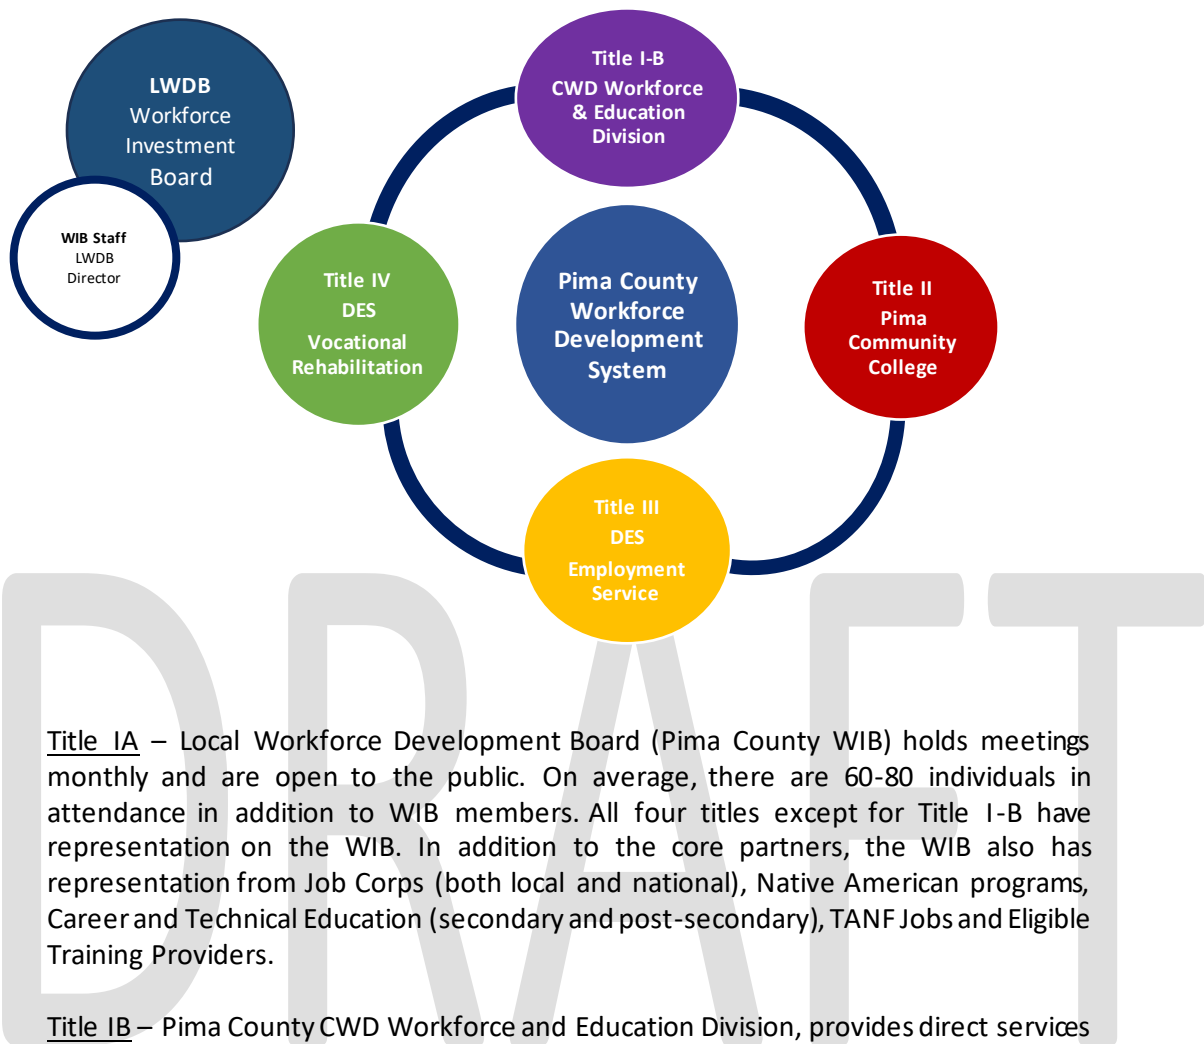 LWDB
Workforce
Investment
Board
WIB Staff
LWDB
Director
Title I-B
CWD Workforce
& Education
Division
Title IV
DES
Vocational
Rehabilitation
Pima County
Workforce
Development
System
Title II
Pima
Community
College
Title III
DES
Employment
Service
DRAFT
Title IA – Local Workforce Development Board (Pima County WIB) holds meetings
monthly and are open to the public. On average, there are 60-80 individuals in
attendance in addition to WIB members. All four titles except for Title I-B have
representation on the WIB. In addition to the core partners, the WIB also has
representation from Job Corps (both local and national), Native American programs,
Career and Technical Education (secondary and post-secondary), TANF Jobs and Eligible
Training Providers.
Title IB – Pima County CWD Workforce and Education Division, provides direct services